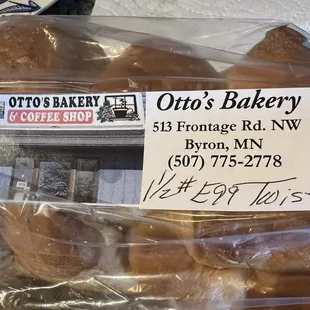 OTTO'S BAKERY
& COFFEE SHOP
Otto's Bakery
513 Frontage Rd. NW
Byron, MN
(507) 775-2778
1 1/2 # Egg Twist